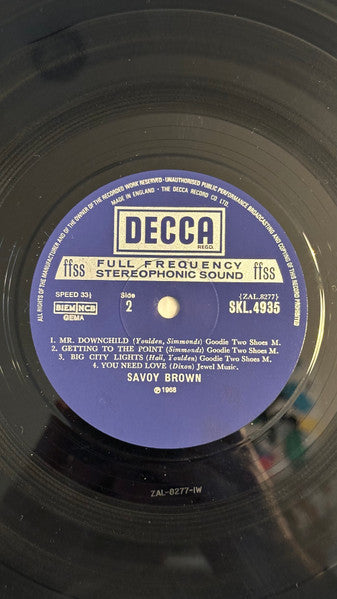 ALL RIGHTS OF THE MANUFACTURER AND OF THE OWNER OF THE RECORDED WORK RESERVED · UNAUTHORISED PUBLIC PERFORMANCE BROADCASTING AND COPYING OF THIS RECORD PROHIBITED
MADE IN ENGLAND · THE DECCA RECORD CO LTD.
DECCA
REGD.
ffss FULL FREQUENCY ffss
STEREOPHONIC SOUND
SPEED 33⅓ Side (ZAL.8277)
BIEM NCB 2 SKL.4935
GEMA
1. MR. DOWNCHILD (Youlden, Simmonds) Goodie Two Shoes M.
2. GETTING TO THE POINT (Simmonds) Goodie Two Shoes M.
3. BIG CITY LIGHTS (Hall, Youlden) Goodie Two Shoes M.
4. YOU NEED LOVE (Dixon) Jewel Music.
SAVOY BROWN
℗ 1968
ZAL-8277-1W